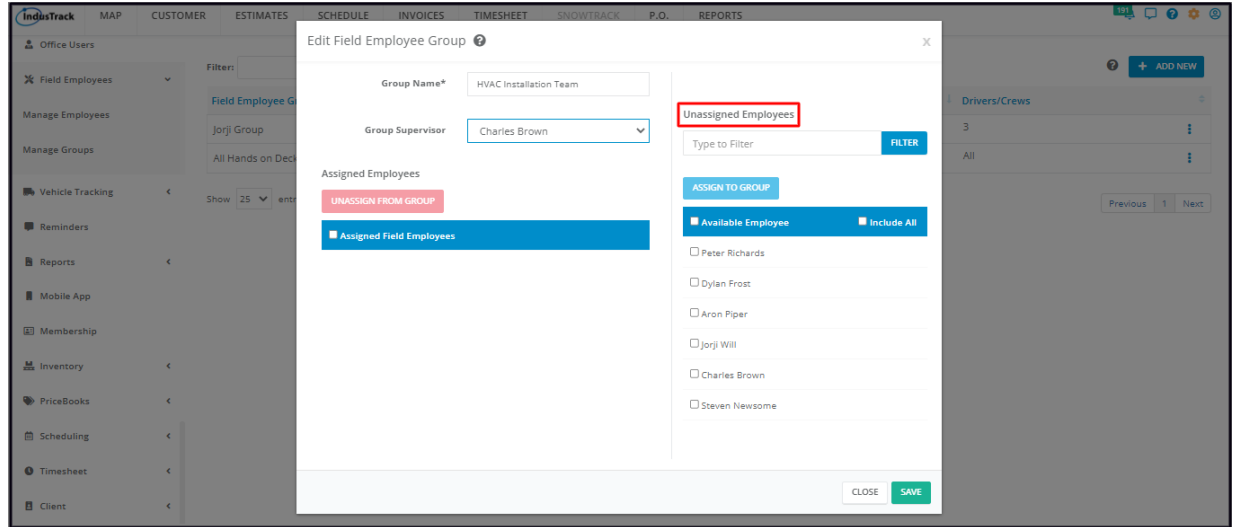 IndusTrack MAP CUSTOMER ESTIMATES SCHEDULE INVOICES TIMESHEET SNOWTRACK P.O. REPORTS 191
Office Users
Field Employees
Manage Employees
Manage Groups
Vehicle Tracking
Reminders
Reports
Mobile App
Membership
Inventory
PriceBooks
Scheduling
Timesheet
Client
Filter:
+ ADD NEW
Field Employee G
Drivers/Crews
Jorji Group
3
All Hands on Deck
All
Show 25 entr
Previous 1 Next
Edit Field Employee Group
x
Group Name*
HVAC Installation Team
Group Supervisor
Charles Brown
Assigned Employees
UNASSIGN FROM GROUP
Assigned Field Employees
Unassigned Employees
Type to Filter
FILTER
ASSIGN TO GROUP
Available Employee
Include All
Peter Richards
Dylan Frost
Aron Piper
Jorji Will
Charles Brown
Steven Newsome
CLOSE
SAVE